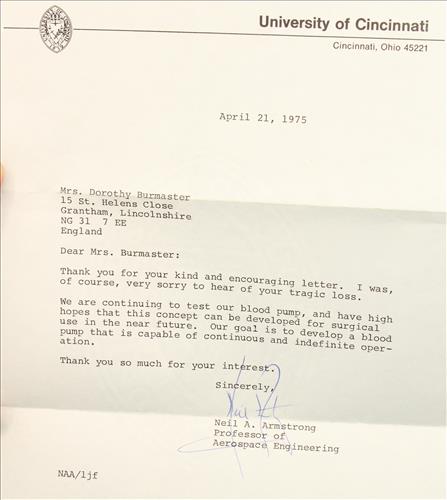 University of Cincinnati
Cincinnati, Ohio 45221
April 21, 1975
Mrs. Dorothy Burmaster
15 St. Helens Close
Grantham, Lincolnshire
NG 31 7 EE
England
Dear Mrs. Burmaster:
Thank you for your kind and encouraging letter. I was,
of course, very sorry to hear of your tragic loss.
We are continuing to test our blood pump, and have high
hopes that this concept can be developed for surgical
use in the near future. Our goal is to develop a blood
pump that is capable of continuous and indefinite oper-
ation.
Thank you so much for your interest.
Sincerely,
Neil A. Armstrong
Professor of
Aerospace Engineering
NAA/ljf